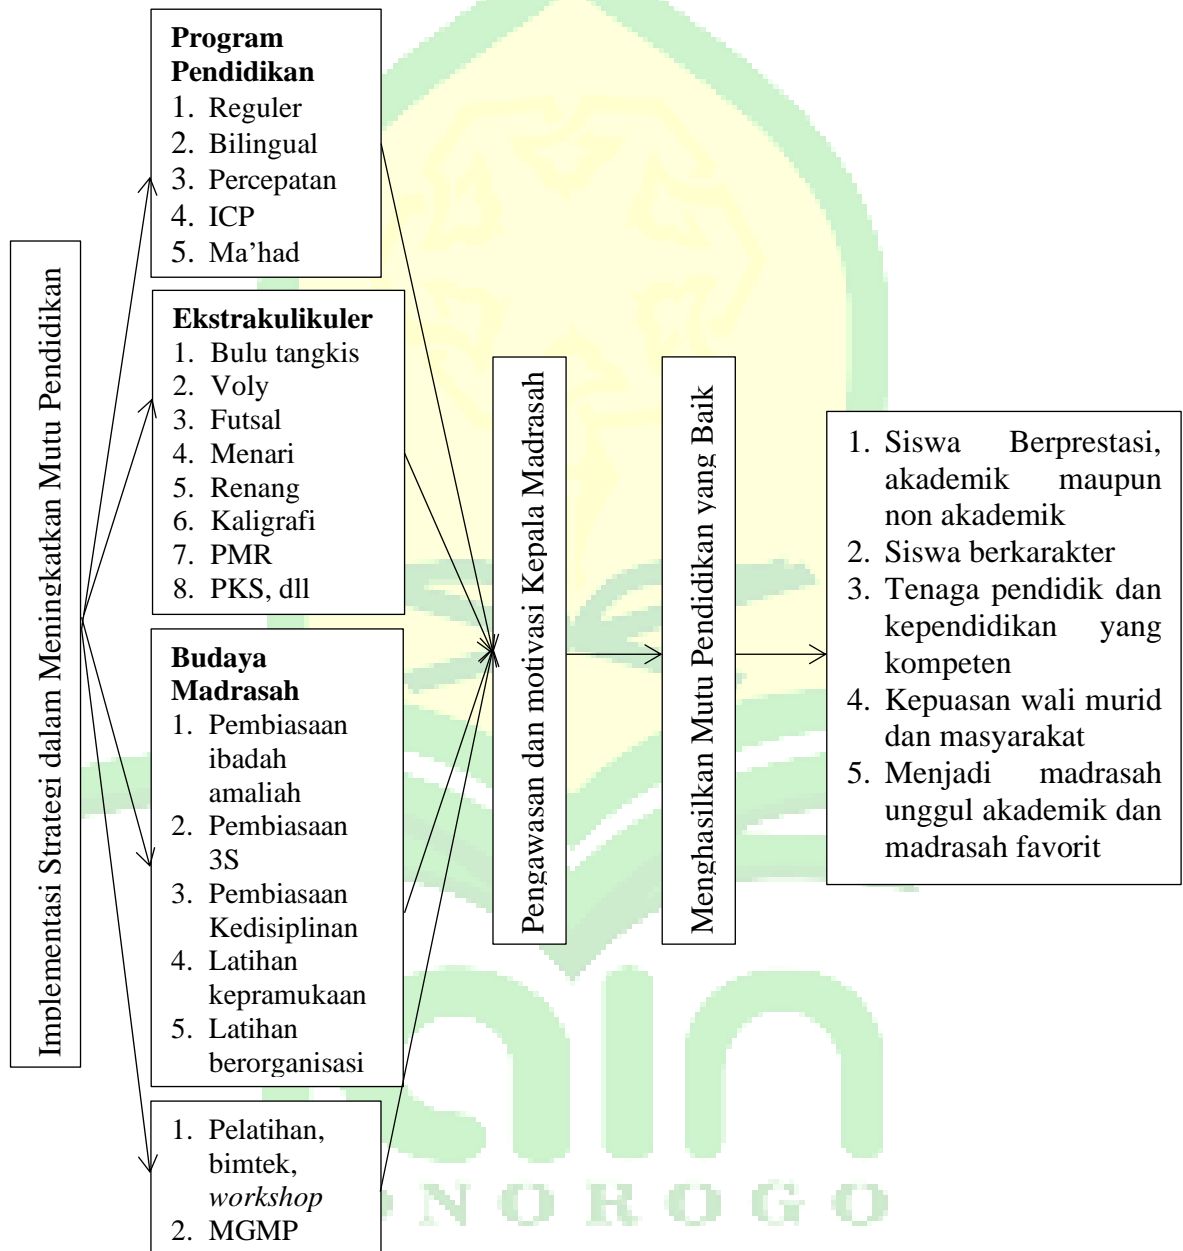 Implementasi Strategi dalam Meningkatkan Mutu Pendidikan
Program
Pendidikan
1. Reguler
2. Bilingual
3. Percepatan
4. ICP
5. Ma’had
Ekstrakulikuler
1. Bulu tangkis
2. Voly
3. Futsal
4. Menari
5. Renang
6. Kaligrafi
7. PMR
8. PKS, dll
Budaya
Madrasah
1. Pembiasaan
ibadah
amaliah
2. Pembiasaan
3S
3. Pembiasaan
Kedisiplinan
4. Latihan
kepramukaan
5. Latihan
berorganisasi
1. Pelatihan,
bimtek,
workshop
2. MGMP
Pengawasan dan motivasi Kepala Madrasah
Menghasilkan Mutu Pendidikan yang Baik
1. Siswa Berprestasi,
akademik maupun
non akademik
2. Siswa berkarakter
3. Tenaga pendidik dan
kependidikan yang
kompeten
4. Kepuasan wali murid
dan masyarakat
5. Menjadi madrasah
unggul akademik dan
madrasah favorit
iain
ONOROGO